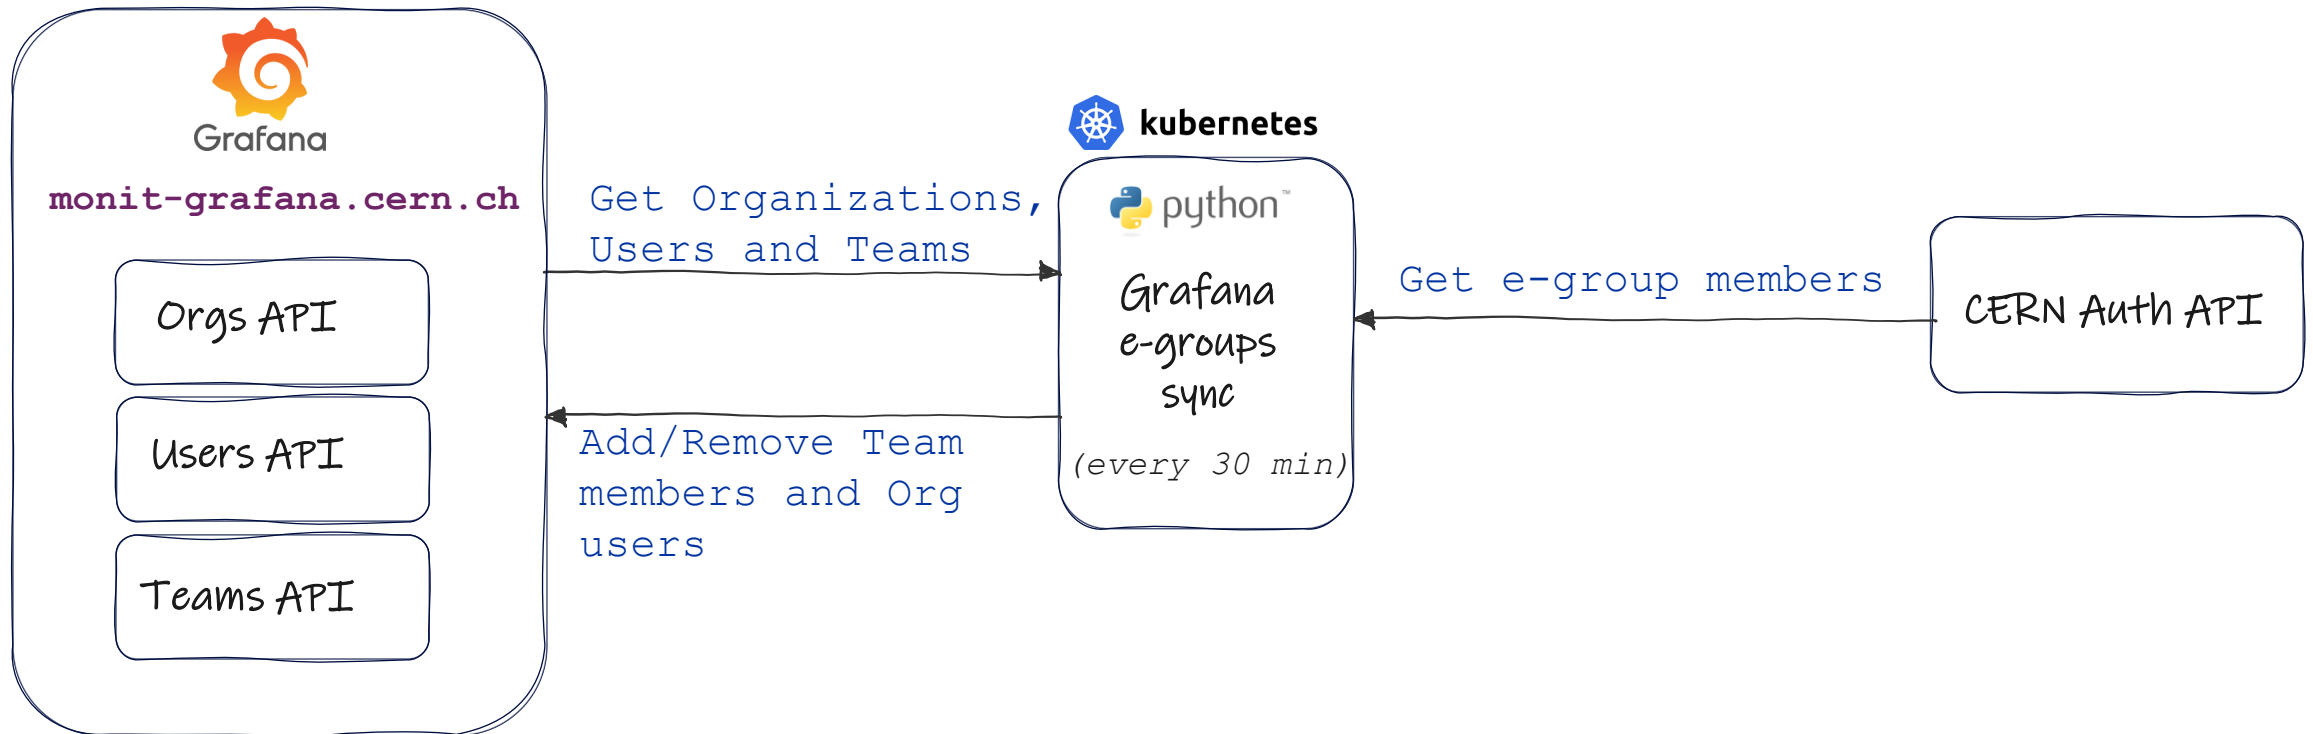 Grafana
monit-grafana.cern.ch
Orgs API
Users API
Teams API
Get Organizations,
Users and Teams
Add/Remove Team
members and Org
users
kubernetes
python™
Grafana
e-groups
sync
(every 30 min)
Get e-group members
CERN Auth API